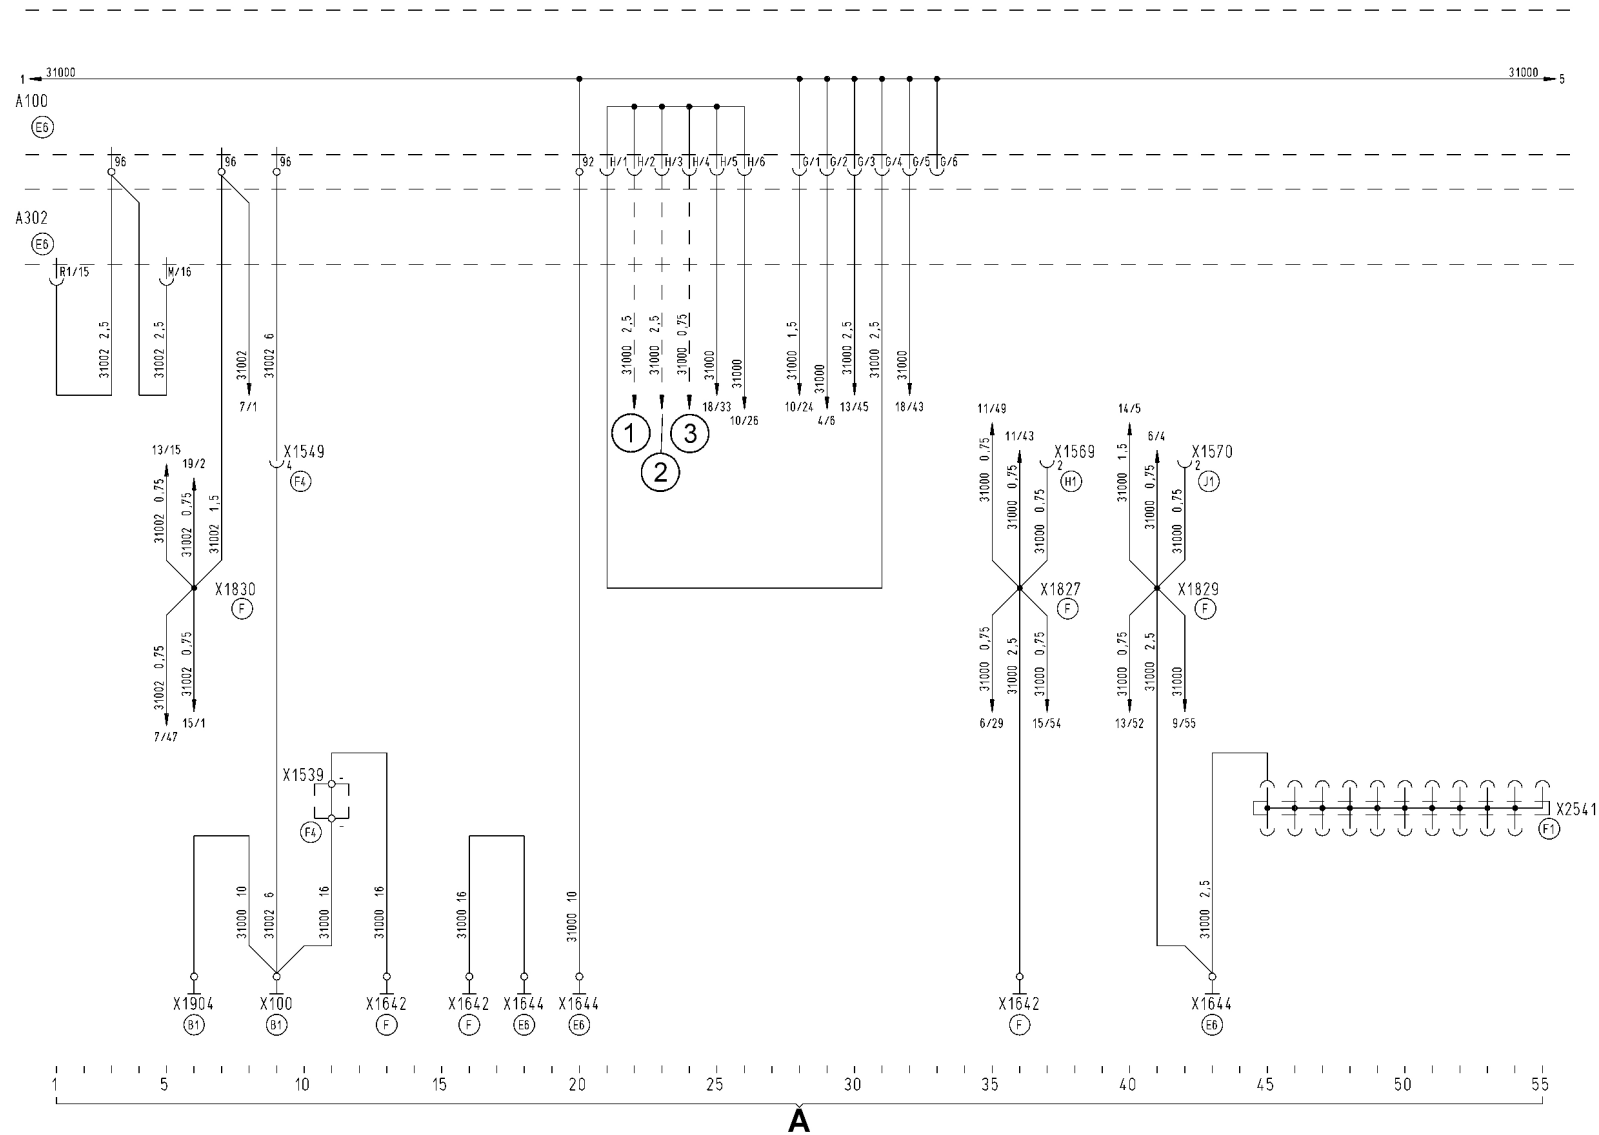 1 31000 31000 5
A100
E6
96 96 96 92 H/1 H/2 H/3 H/4 H/5 H/6 G/1 G/2 G/3 G/4 G/5 G/6
A302
E6
R1/15 M/16
31002 2,5
31002 2,5
31002
31002 6
31000 2,5
31000 2,5
31000 0,75
31000
31000
31000 1,5
31000
31000 2,5
31000 2,5
31000
7/1 18/33 10/26 10/24 4/6 13/45 18/43
1 2 3
11/49 11/43 14/5 6/4
13/15 19/2
X1549
4
F4
X1569
2
H1
X1570
2
J1
31002 0,75
31002 0,75
31002 1,5
31000 0,75
31000 0,75
31000 0,75
31000 1,5
31000 0,75
31000 0,75
X1830
F
X1827
F
X1829
F
31002 0,75
31002 0,75
31000 0,75
31000 2,5
31000 0,75
31000 0,75
31000 2,5
31000
7/47 15/1 6/29 15/54 13/52 9/55
X1539
-
-
F4
X2541
F1
31000 10
31002 6
31000 16
31000 16
31000 16
31000 10
31000 2,5
X1904 X100 X1642 X1642 X1644 X1644 X1642 X1644
B1 B1 F F E6 E6 F E6
1 5 10 15 20 25 30 35 40 45 50 55
A